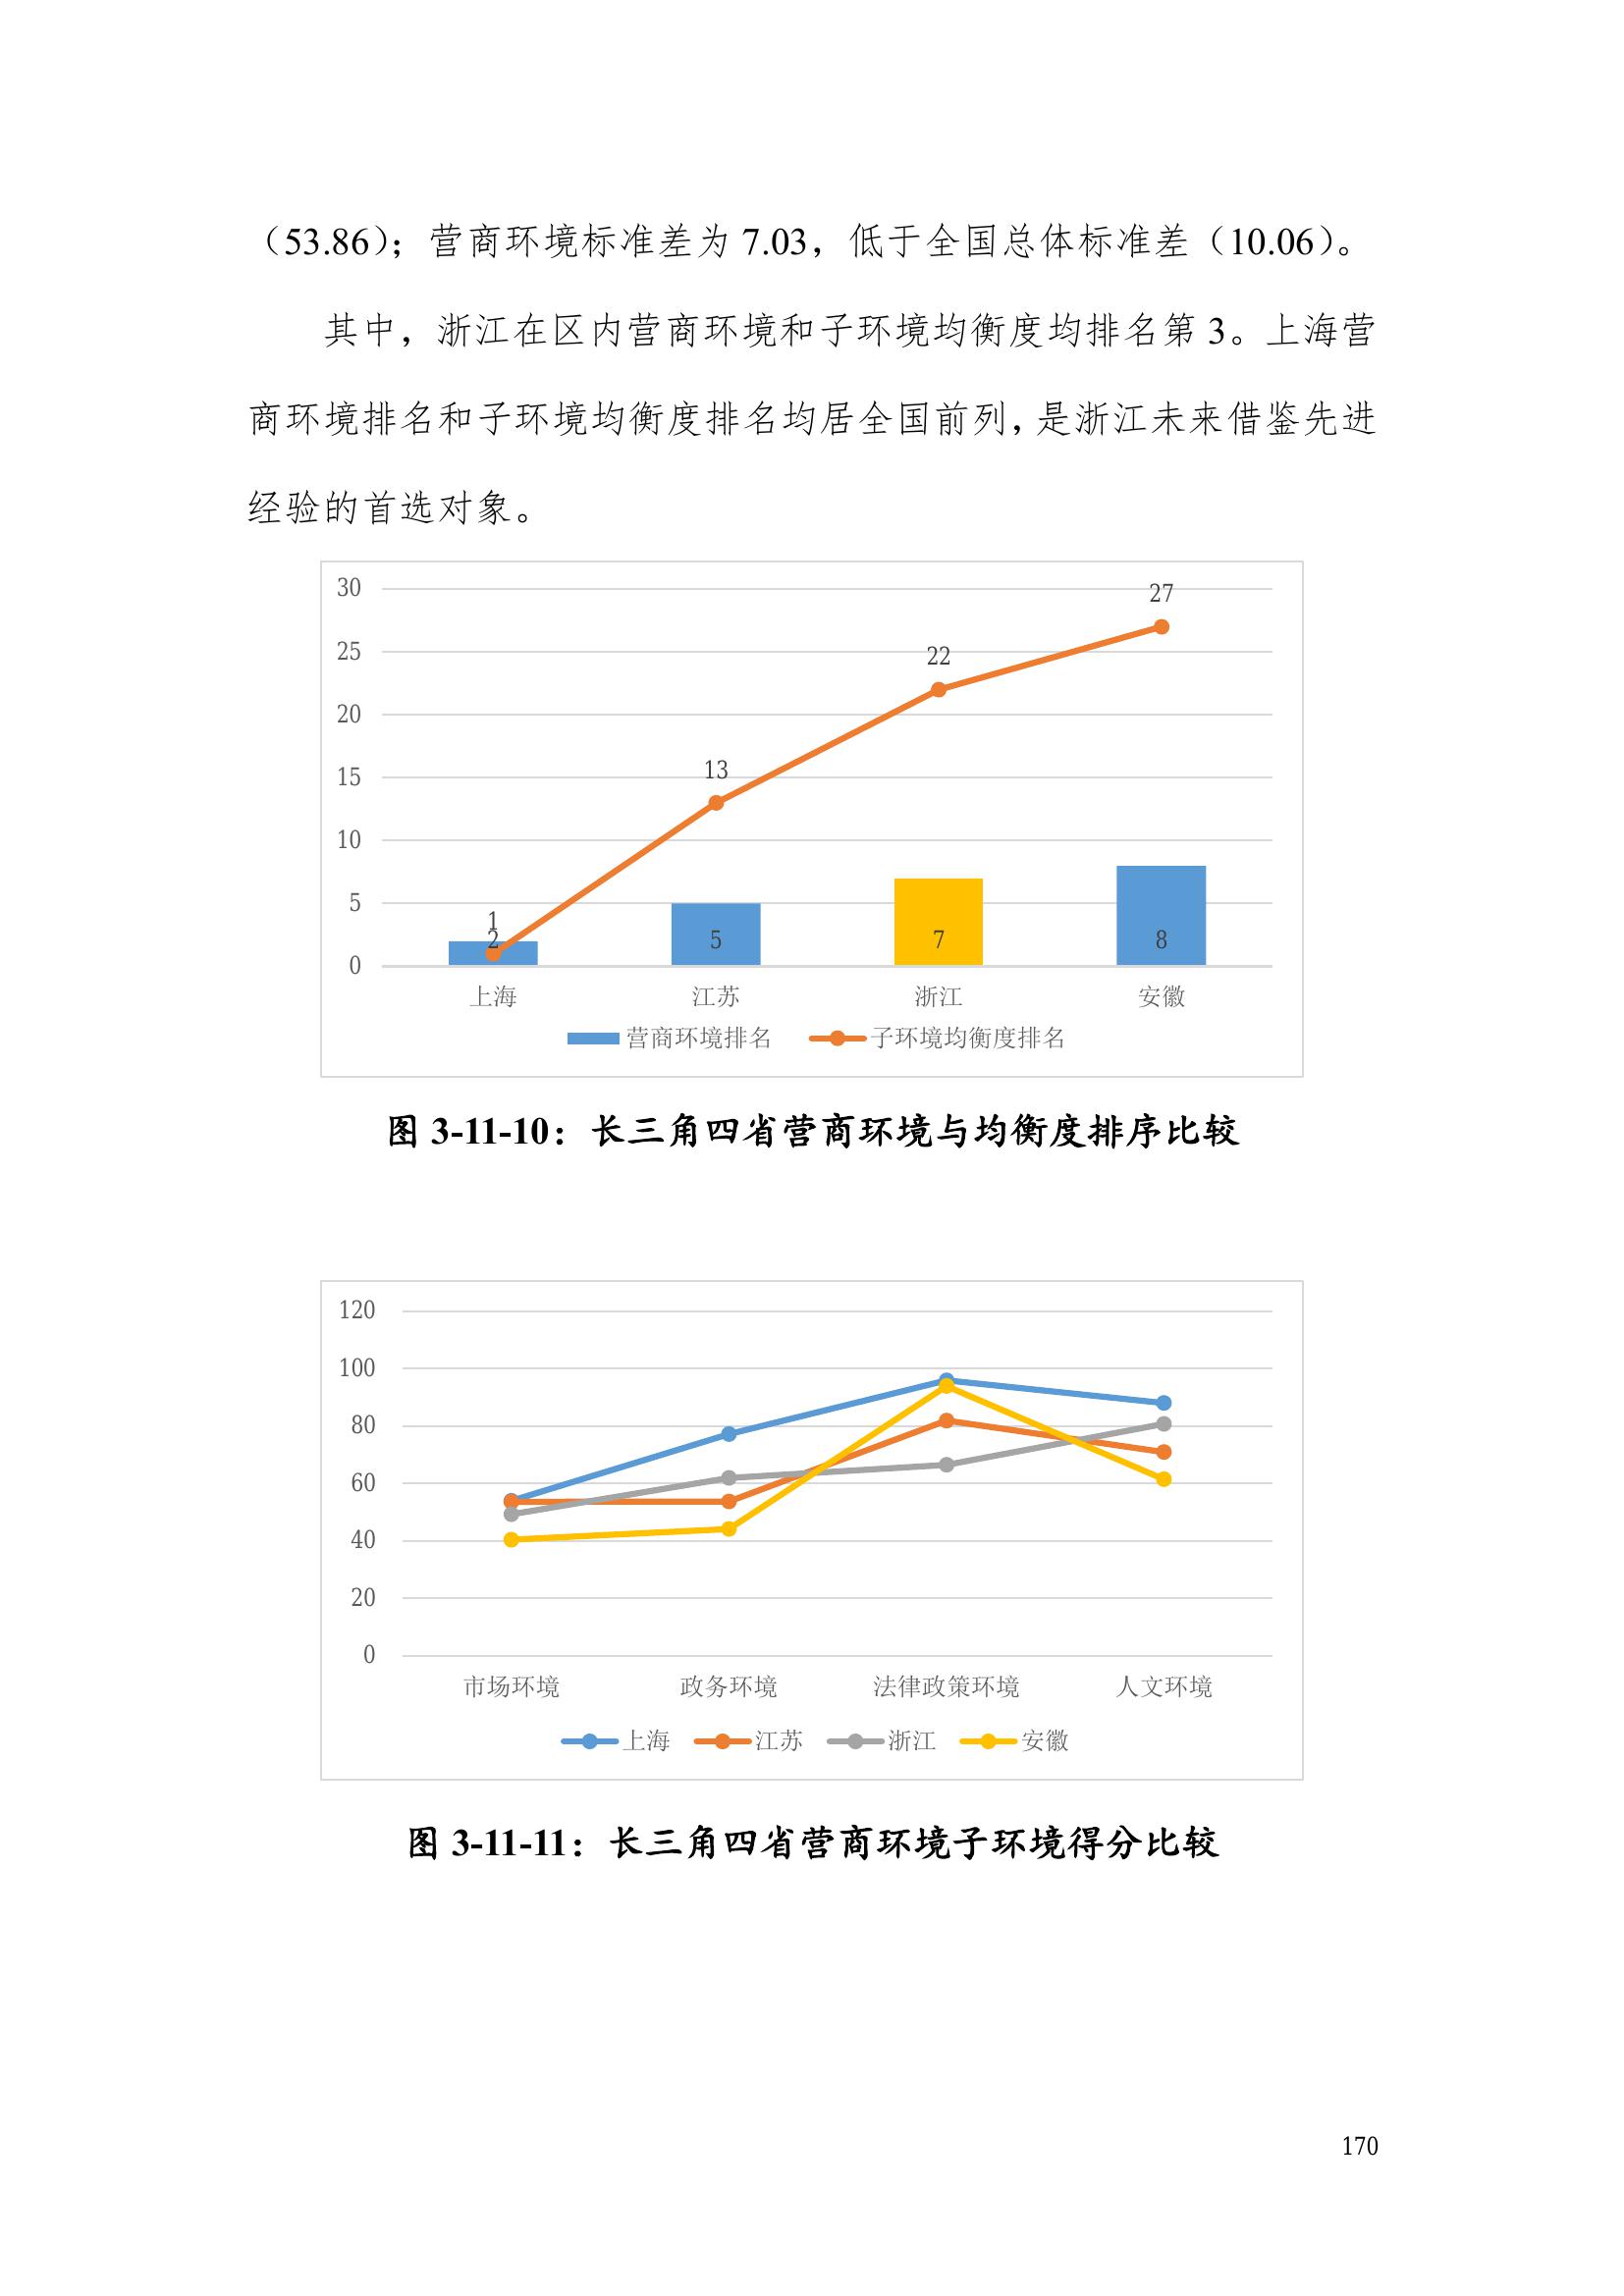 （53.86）；营商环境标准差为 7.03，低于全国总体标准差（10.06）。
其中，浙江在区内营商环境和子环境均衡度均排名第 3。上海营
商环境排名和子环境均衡度排名均居全国前列，是浙江未来借鉴先进
经验的首选对象。
30
25
20
15
10
5
0
27
22
13
1
2
5
7
8
上海 江苏 浙江 安徽
营商环境排名 子环境均衡度排名
图 3-11-10：长三角四省营商环境与均衡度排序比较
120
100
80
60
40
20
0
市场环境 政务环境 法律政策环境 人文环境
上海 江苏 浙江 安徽
图 3-11-11：长三角四省营商环境子环境得分比较
170